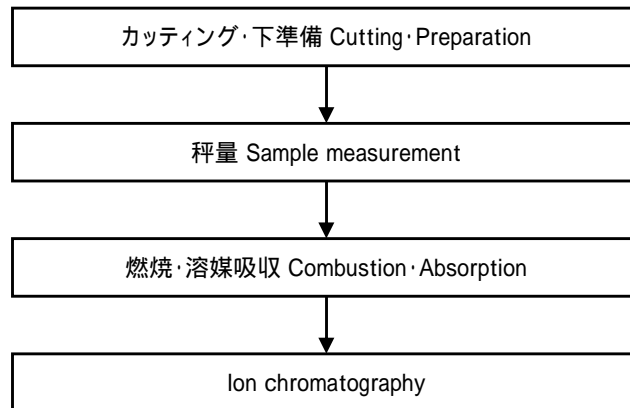 カッティング・下準備 Cutting・Preparation
秤量 Sample measurement
燃焼・溶媒吸収 Combustion・Absorption
Ion chromatography